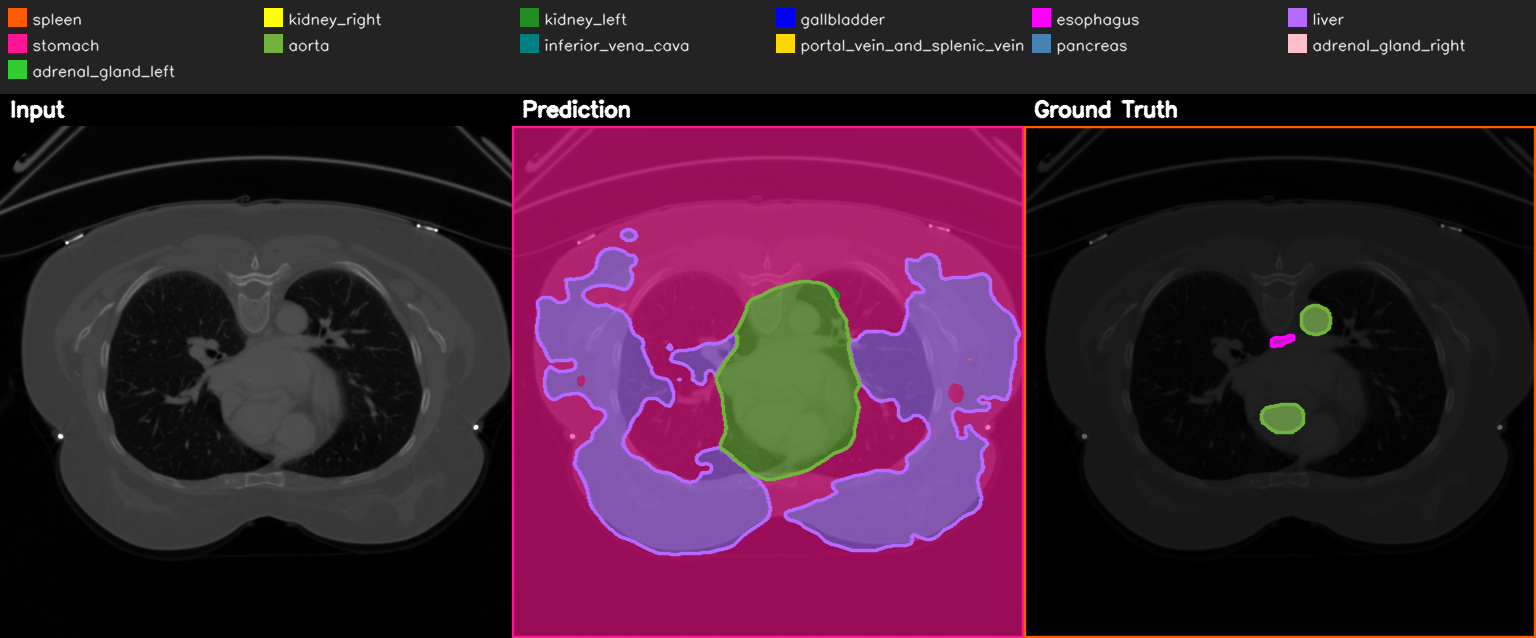 spleen kidney_right kidney_left gallbladder esophagus liver
stomach aorta inferior_vena_cava portal_vein_and_splenic_vein pancreas adrenal_gland_right
adrenal_gland_left
Input Prediction Ground Truth